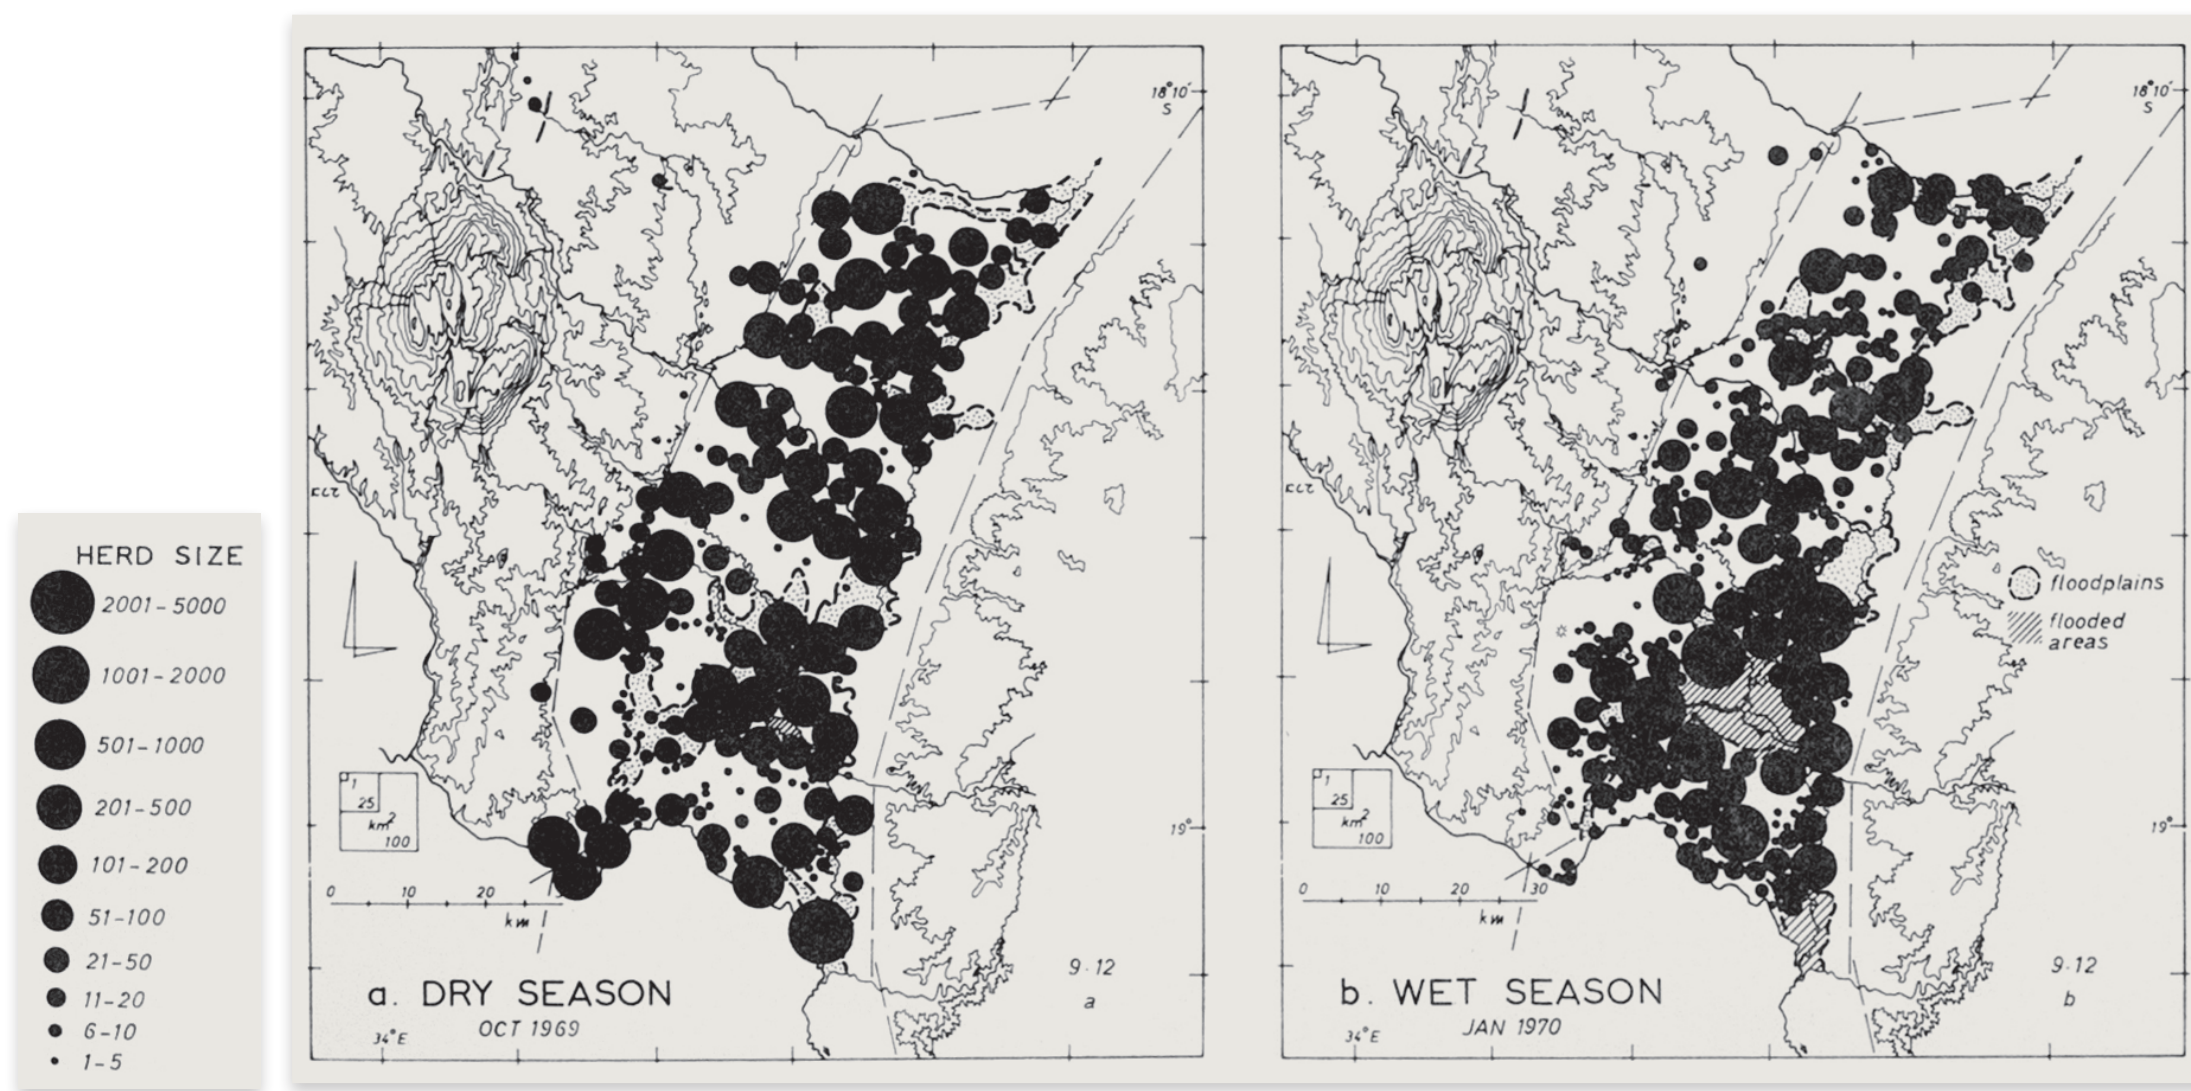 HERD SIZE
2001-5000
1001-2000
501-1000
201-500
101-200
51-100
21-50
11-20
6-10
1-5
18°10'
S
19°
1
25
km²
100
0 10 20
km
a. DRY SEASON
OCT 1969
34°E
9.12
a
18°10'
S
floodplains
flooded
areas
19°
1
25
km²
100
0 10 20 30
km
b. WET SEASON
JAN 1970
34°E
9.12
b